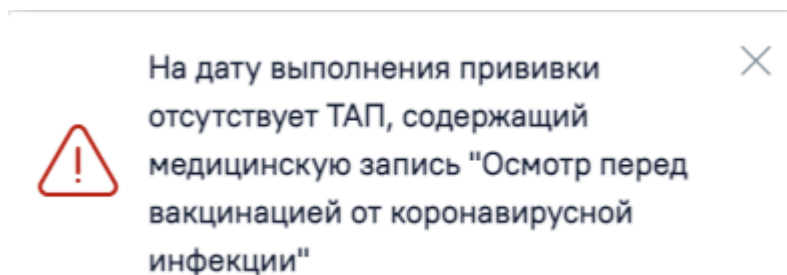 На дату выполнения прививки
отсутствует ТАП, содержащий
медицинскую запись "Осмотр перед
вакцинацией от коронавирусной
инфекции"